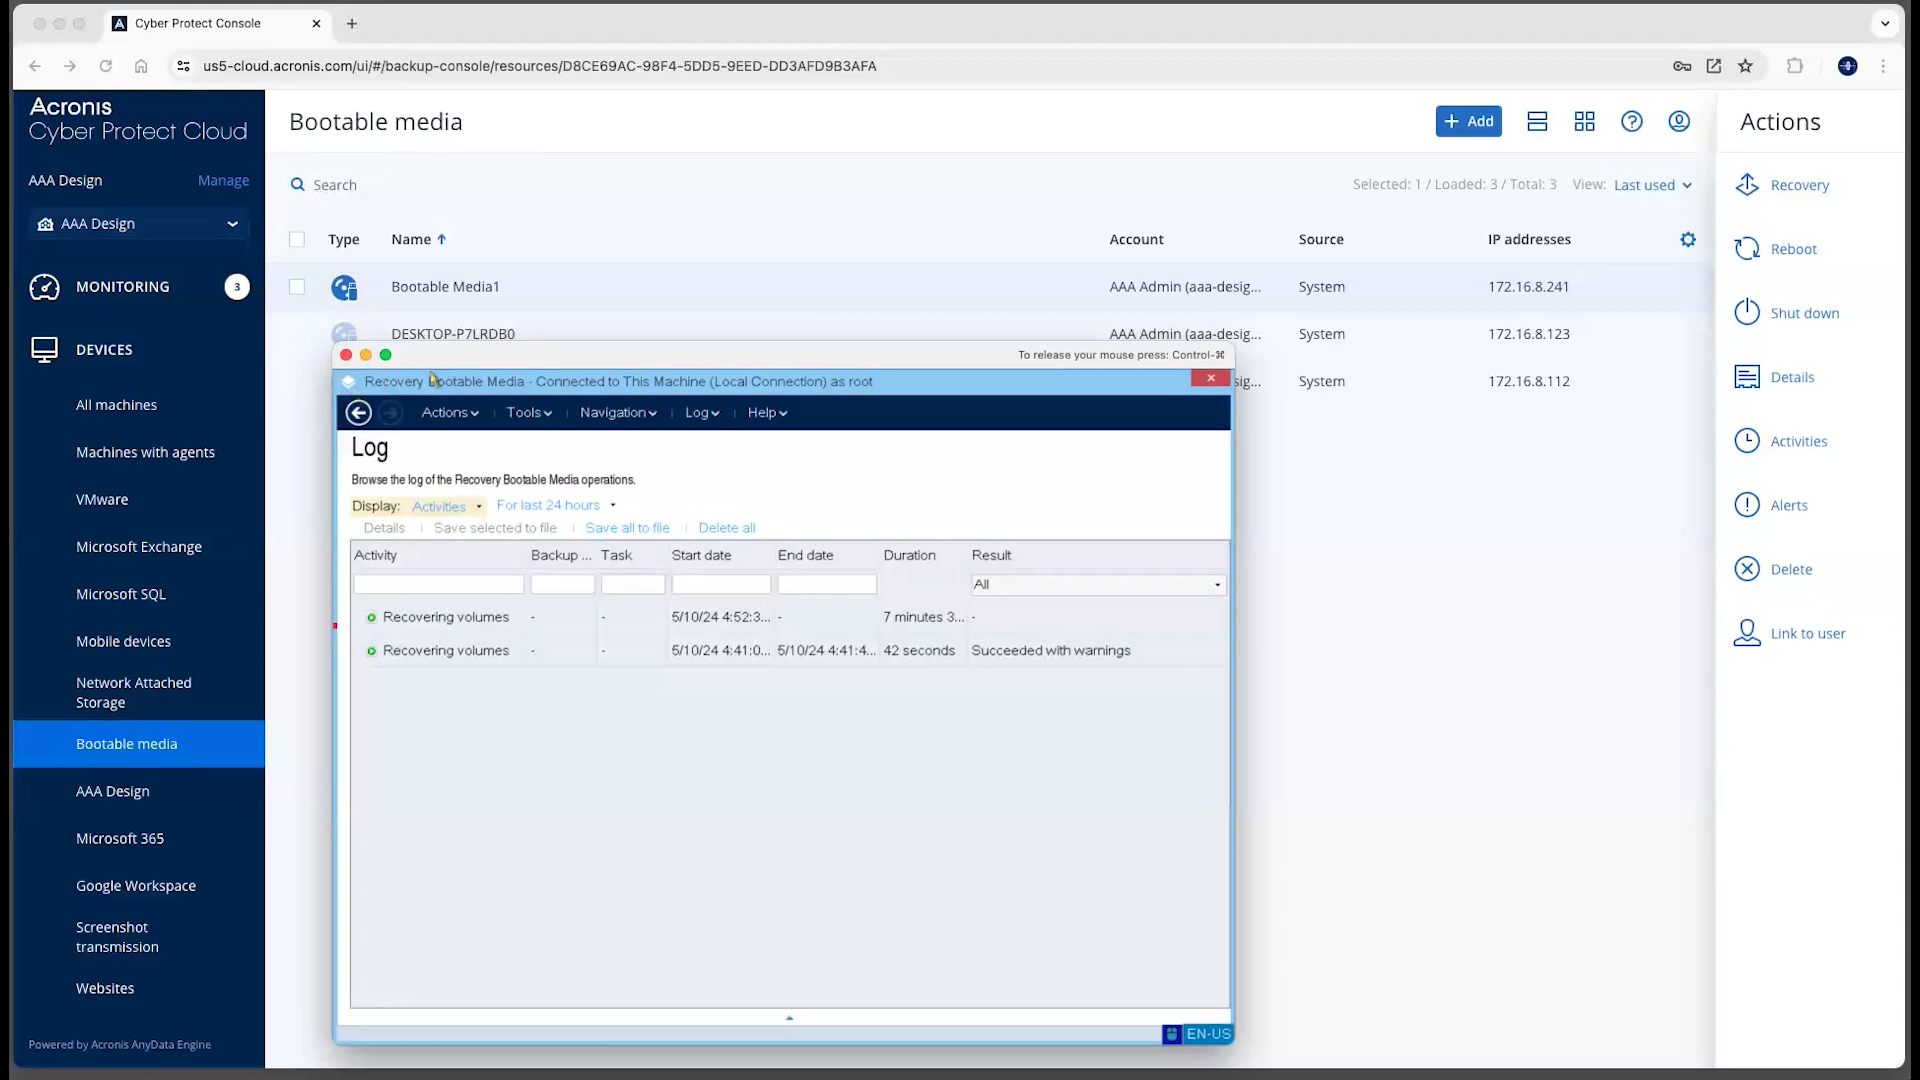 Cyber Protect Console
us5-cloud.acronis.com/ui/#/backup-console/resources/D8CE69AC-98F4-5DD5-9EED-DD3AFD9B3AFA
Acronis
Cyber Protect Cloud
AAA Design
Manage
AAA Design
MONITORING
3
DEVICES
All machines
Machines with agents
VMware
Microsoft Exchange
Microsoft SQL
Mobile devices
Network Attached
Storage
Bootable media
AAA Design
Microsoft 365
Google Workspace
Screenshot
transmission
Websites
Powered by Acronis AnyData Engine
Bootable media
+ Add
Search
Selected: 1 / Loaded: 3 / Total: 3 View: Last used
Type Name Account Source IP addresses
Bootable Media1 AAA Admin (aaa-desig... System 172.16.8.241
DESKTOP-P7LRDB0 AAA Admin (aaa-desig... System 172.16.8.123
sig... System 172.16.8.112
To release your mouse press: Control-⌘
Recovery Bootable Media - Connected to This Machine (Local Connection) as root
Actions Tools Navigation Log Help
Log
Browse the log of the Recovery Bootable Media operations.
Display: Activities For last 24 hours
Details Save selected to file Save all to file Delete all
Activity Backup ... Task Start date End date Duration Result
All
Recovering volumes - - 5/10/24 4:52:3... - 7 minutes 3... -
Recovering volumes - - 5/10/24 4:41:0... 5/10/24 4:41:4... 42 seconds Succeeded with warnings
EN-US
Actions
Recovery
Reboot
Shut down
Details
Activities
Alerts
Delete
Link to user